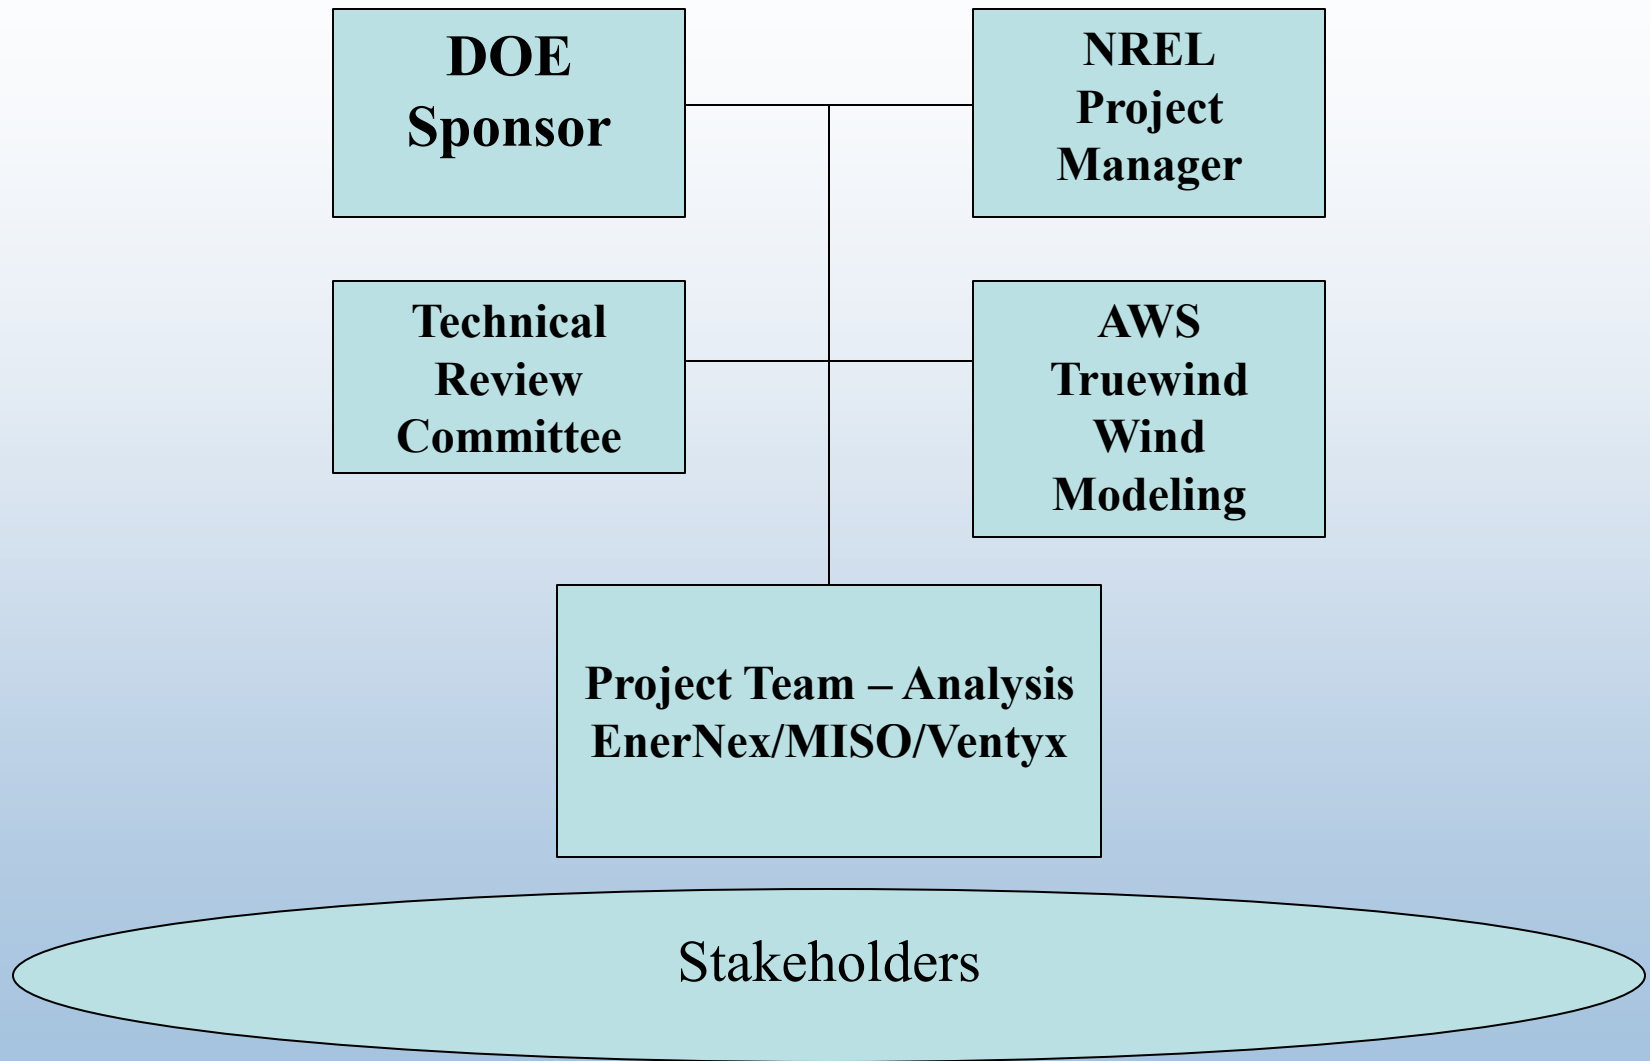 DOE
Sponsor
NREL
Project
Manager
Technical
Review
Committee
AWS
Truewind
Wind
Modeling
Project Team – Analysis
EnerNex/MISO/Ventyx
Stakeholders